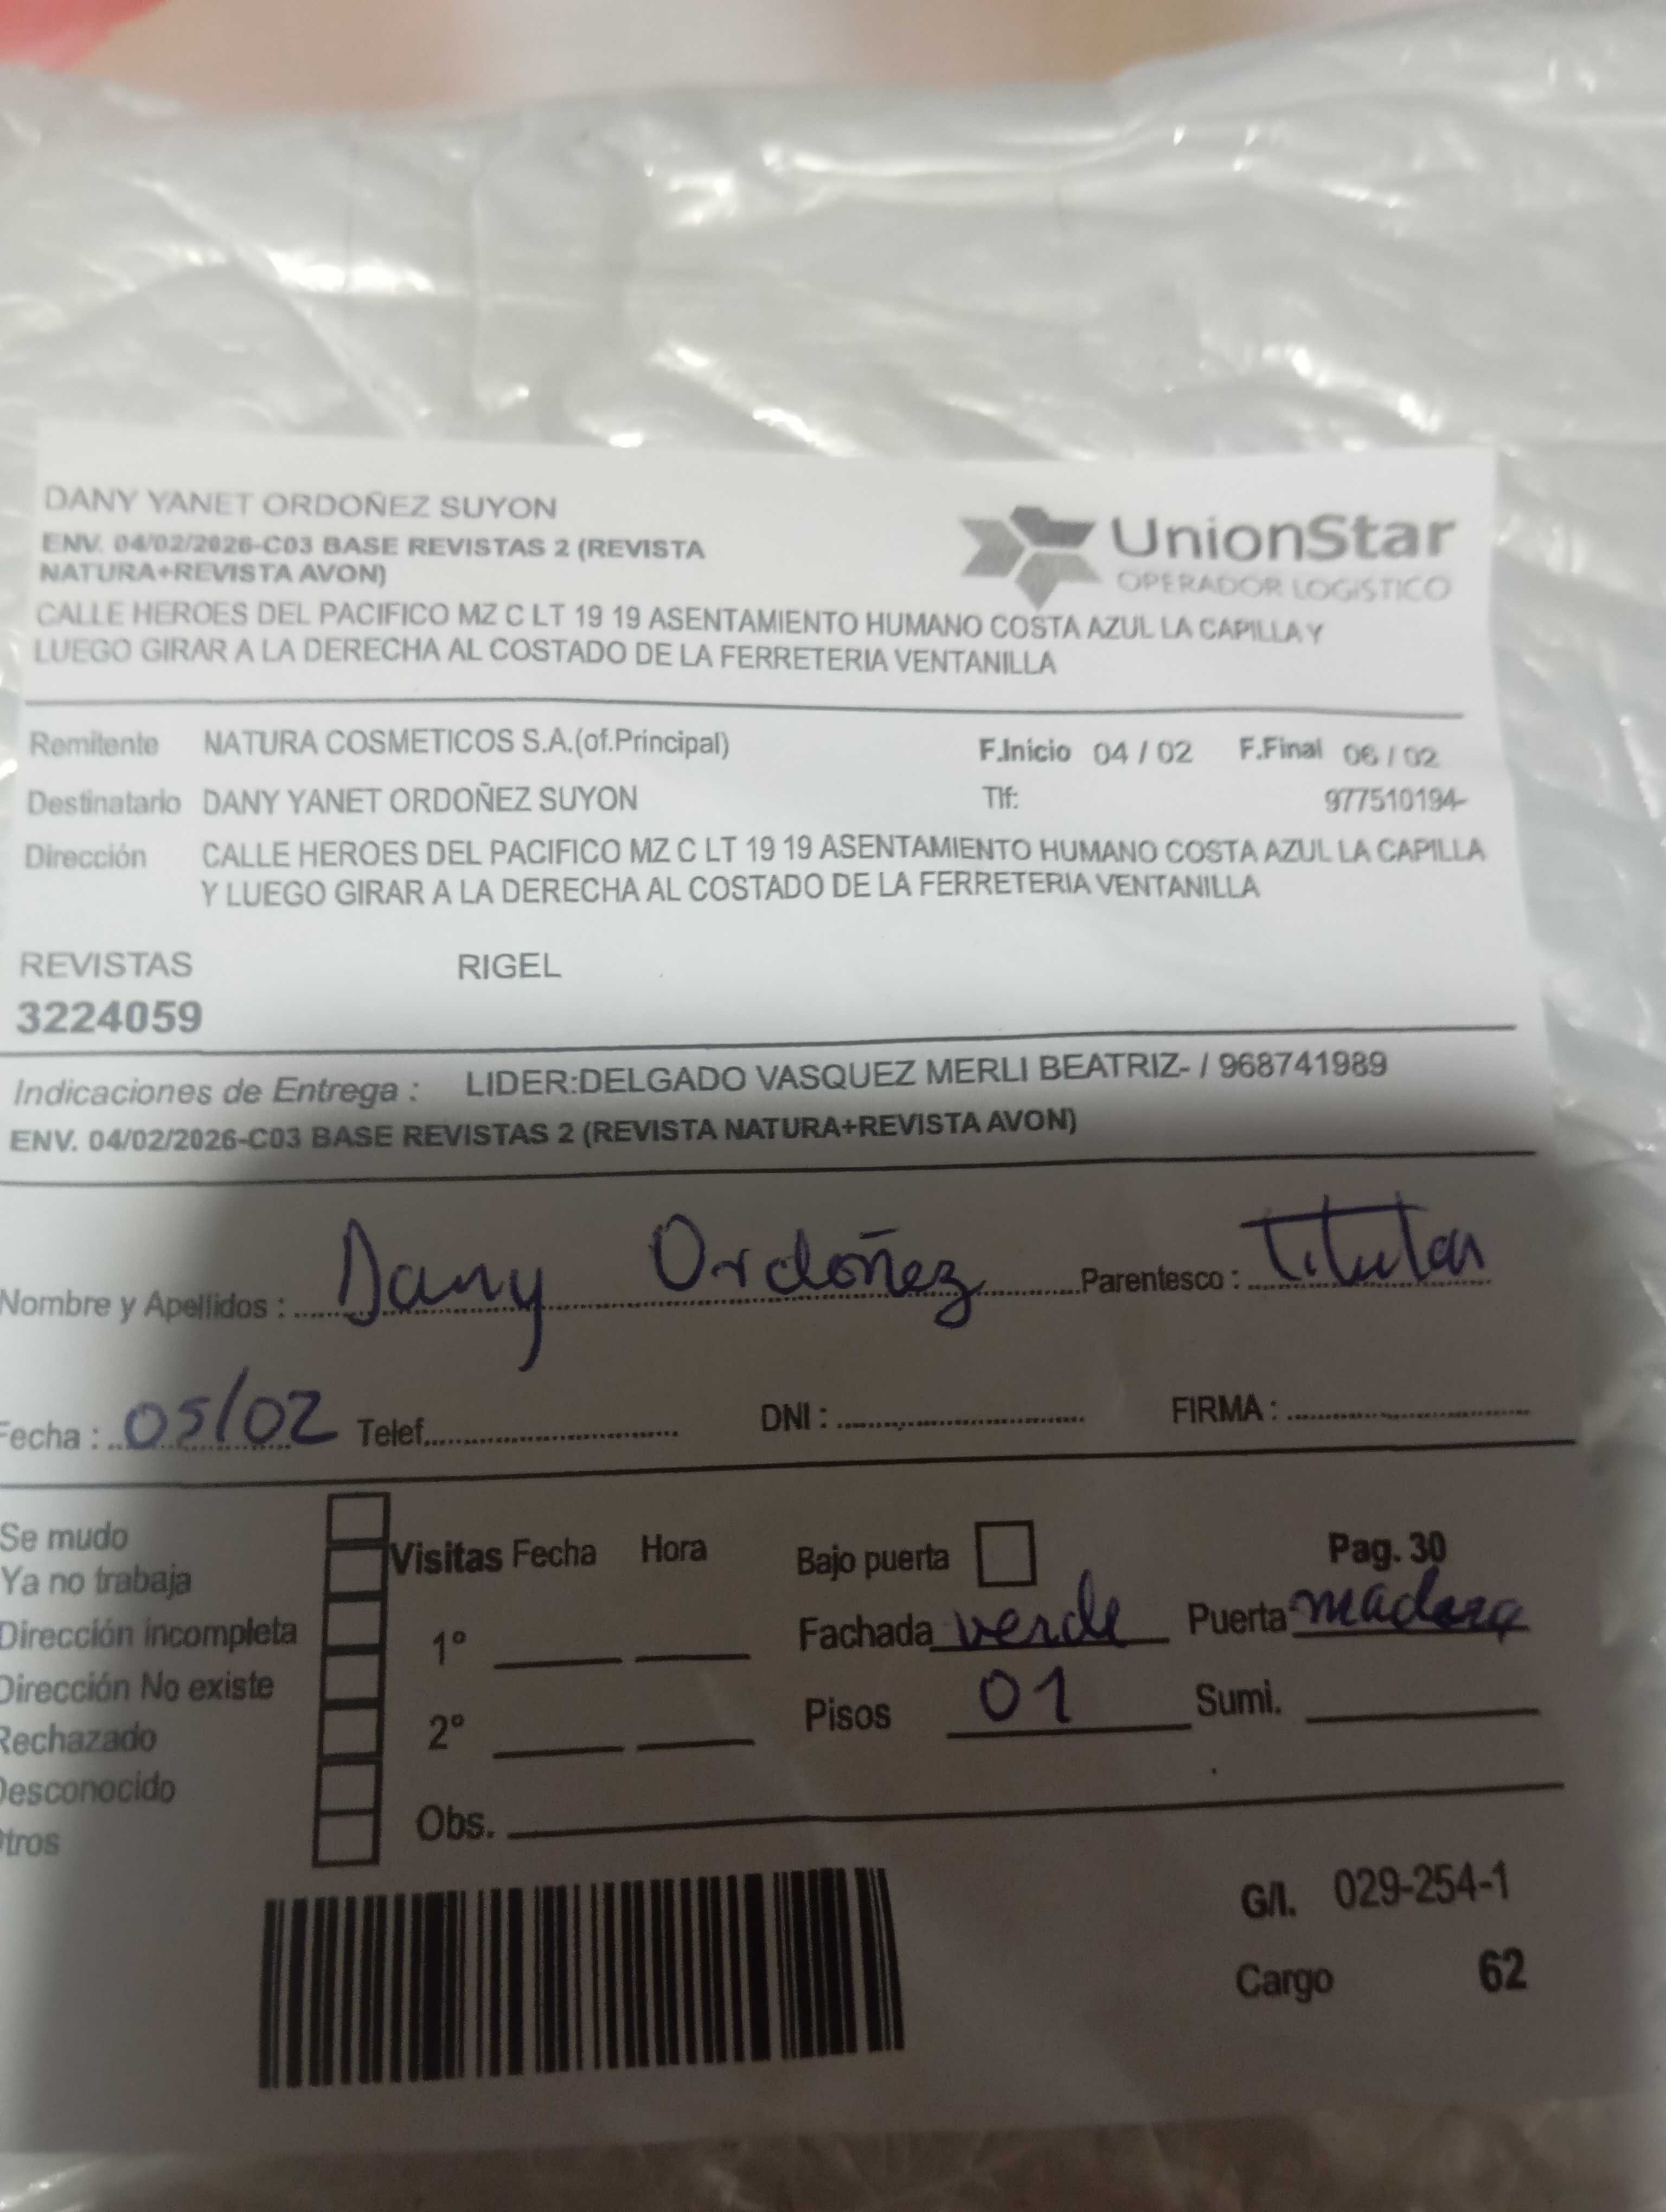 DANY YANET ORDOÑEZ SUYON
ENV. 04/02/2026-C03 BASE REVISTAS 2 (REVISTA
NATURA+REVISTA AVON)
UnionStar
OPERADOR LOGISTICO
CALLE HEROES DEL PACIFICO MZ C LT 19 19 ASENTAMIENTO HUMANO COSTA AZUL LA CAPILLA Y
LUEGO GIRAR A LA DERECHA AL COSTADO DE LA FERRETERIA VENTANILLA
Remitente NATURA COSMETICOS S.A.(of.Principal) F.Inicio 04 / 02 F.Final 06 / 02
Destinatario DANY YANET ORDOÑEZ SUYON Tlf: 977510194-
Dirección CALLE HEROES DEL PACIFICO MZ C LT 19 19 ASENTAMIENTO HUMANO COSTA AZUL LA CAPILLA
Y LUEGO GIRAR A LA DERECHA AL COSTADO DE LA FERRETERIA VENTANILLA
REVISTAS RIGEL
3224059
Indicaciones de Entrega : LIDER:DELGADO VASQUEZ MERLI BEATRIZ- / 968741989
ENV. 04/02/2026-C03 BASE REVISTAS 2 (REVISTA NATURA+REVISTA AVON)
Nombre y Apellidos : Dany Ordoñez Parentesco : Titular
Fecha : 05/02 Telef. DNI : FIRMA :
Se mudo
Ya no trabaja
Dirección incompleta
Dirección No existe
Rechazado
Desconocido
Otros
Visitas Fecha Hora
1°
2°
Obs.
Bajo puerta Pag. 30
Fachada verde Puerta madera
Pisos 01 Sumi.
G/I. 029-254-1
Cargo 62